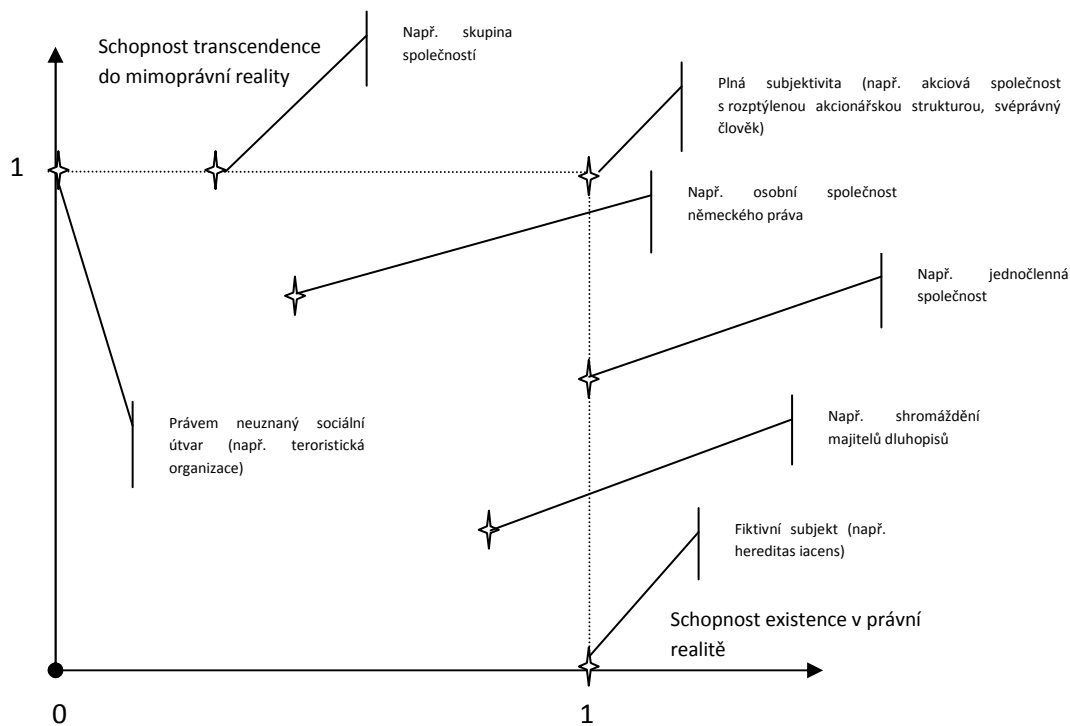 Schopnost transcendence
do mimoprávní reality
Např. skupina
společností
Plná subjektivita (např. akciová společnost
s rozptýlenou akcionářskou strukturou, svéprávný
člověk)
1
Např. osobní společnost
německého práva
Např. jednočlenná
společnost
Právem neuznaný sociální
útvar (např. teroristická
organizace)
Např. shromáždění
majitelů dluhopisů
Fiktivní subjekt (např.
hereditas iacens)
Schopnost existence v právní
realitě
0
1